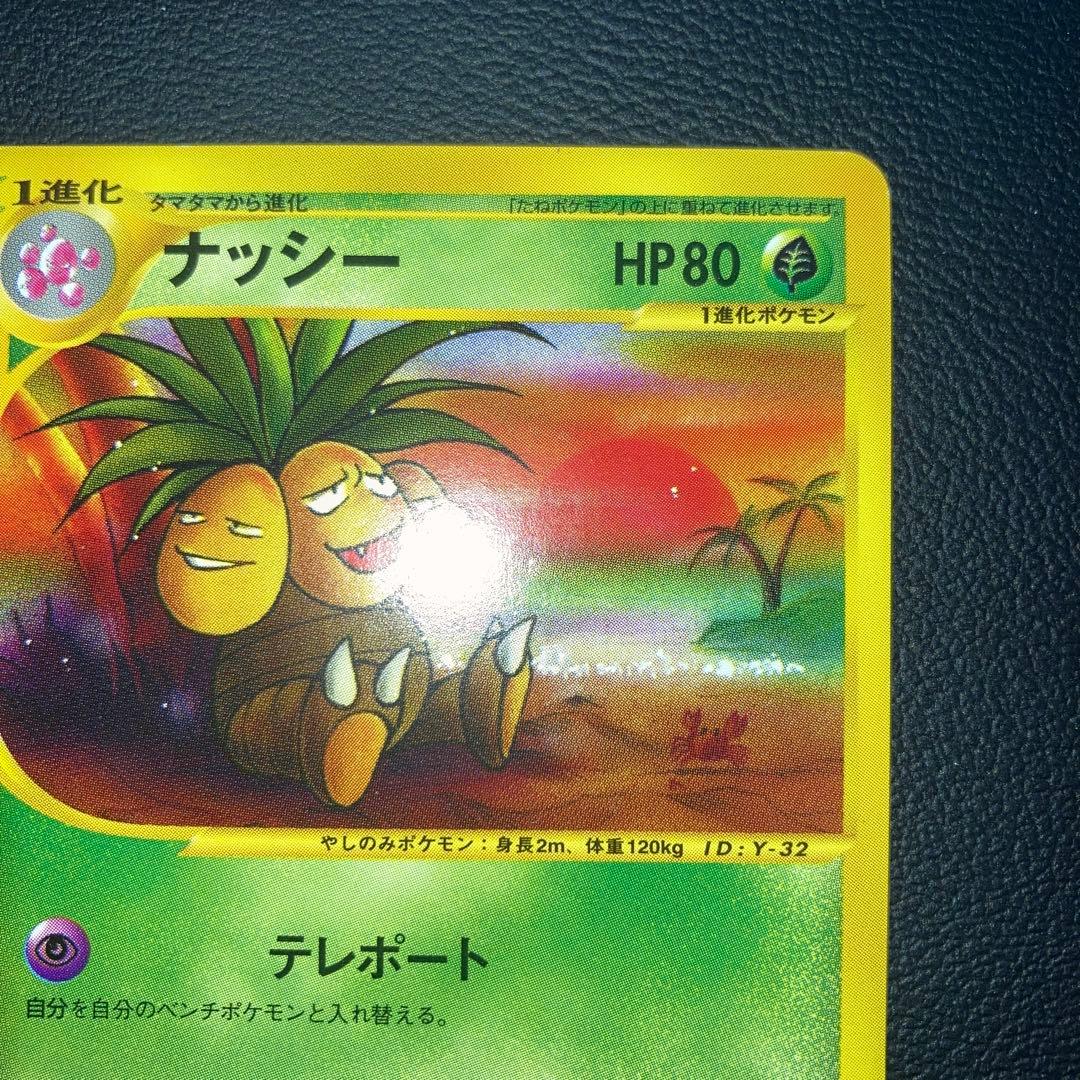 1進化
タマタマから進化
「たねポケモン」の上に重ねて進化させます。
ナッシー
HP80
1進化ポケモン
やしのみポケモン：身長2m、体重120kg ID：Y-32
テレポート
自分を自分のベンチポケモンと入れ替える。